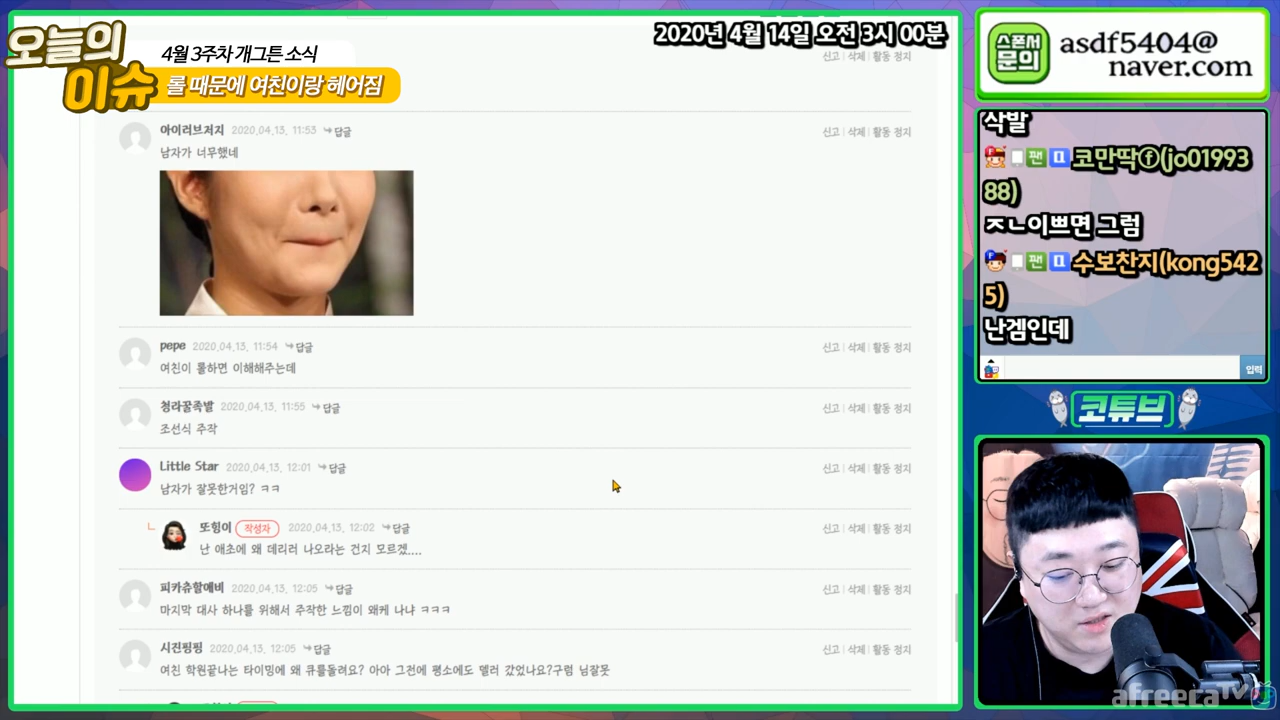 오늘의
이슈
4월 3주차 개그튼 소식
롤 때문에 여친이랑 헤어짐
2020년 4월 14일 오전 3시 00분
신고 | 삭제 | 활동 정지
아이러브저지 2020.04.13. 11:53 답글
신고 | 삭제 | 활동 정지
남자가 너무했네
pepe 2020.04.13. 11:54 답글
신고 | 삭제 | 활동 정지
여친이 롤하면 이해해주는데
청라꿀족발 2020.04.13. 11:55 답글
신고 | 삭제 | 활동 정지
조선식 주작
Little Star 2020.04.13. 12:01 답글
신고 | 삭제 | 활동 정지
남자가 잘못한거임? ㅋㅋ
또힝이 작성자 2020.04.13. 12:02 답글
신고 | 삭제 | 활동 정지
난 애초에 왜 데리러 나오라는 건지 모르겠....
피카츄할애비 2020.04.13. 12:05 답글
신고 | 삭제 | 활동 정지
마지막 대사 하나를 위해서 주작한 느낌이 왜케 나냐 ㅋㅋㅋ
시진핑핑 2020.04.13. 12:05 답글
신고 | 삭제 | 활동 정지
여친 학원끝나는 타이밍에 왜 큐를돌려요? 아아 그전에 평소에도 델러 갔었나요?구럼 님잘못
스폰서
문의
asdf5404@
naver.com
삭발
팬 코만딱ⓕ(jo01993
88)
ㅈㄴ이쁘면 그럼
팬 수보찬지(kong542
5)
난겜인데
입력
코튜브
afreecaTV